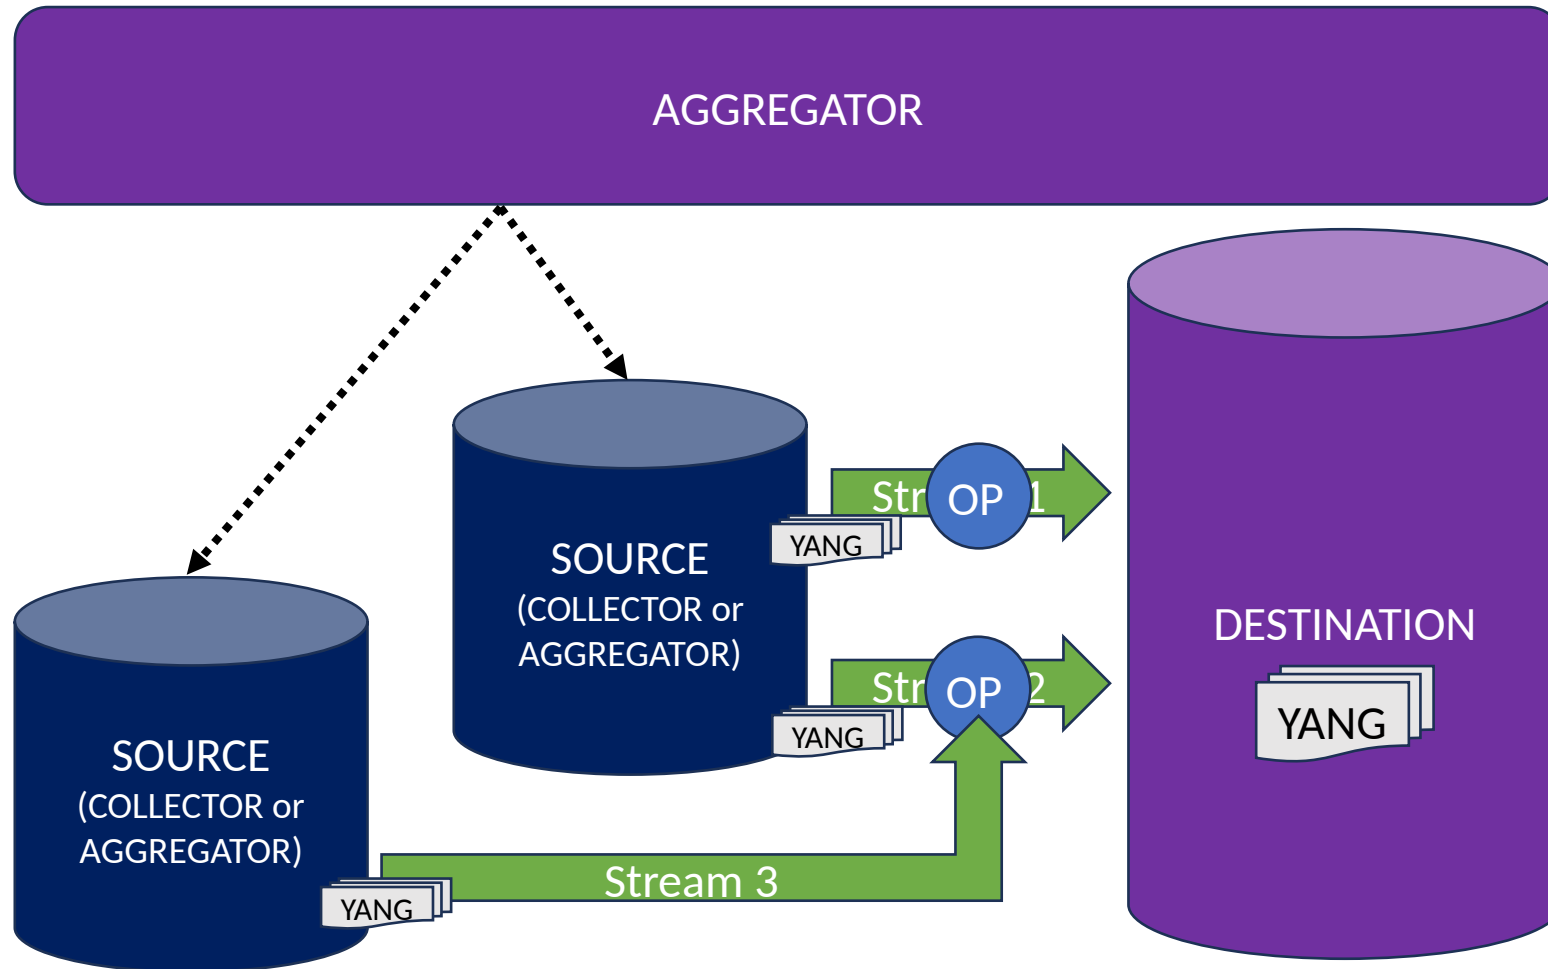 AGGREGATOR
SOURCE
(COLLECTOR or
AGGREGATOR)
YANG
Str
OP
1
YANG
Str
OP
2
DESTINATION
YANG
SOURCE
(COLLECTOR or
AGGREGATOR)
YANG
Stream 3